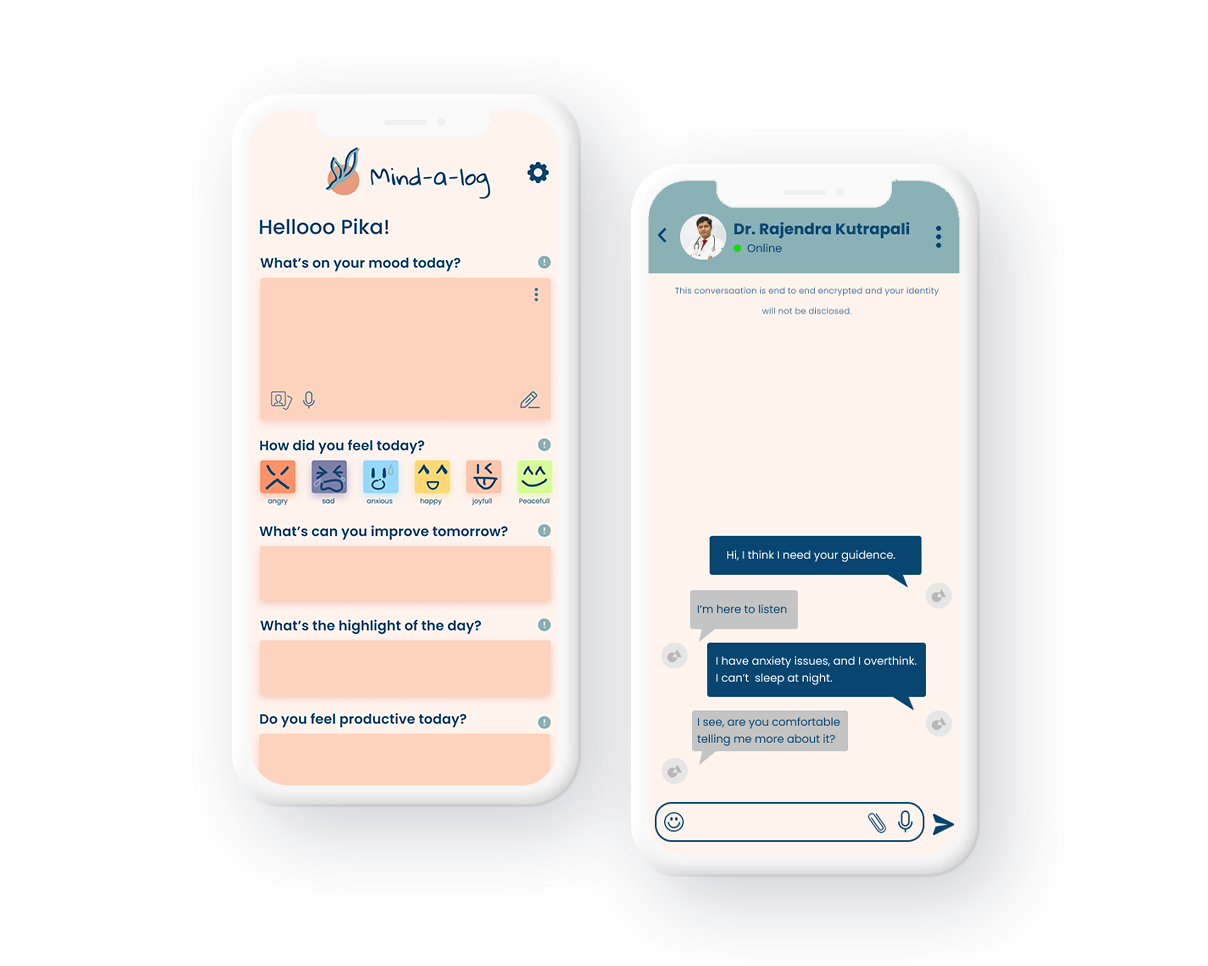 Mind-a-log
Hellooo Pika!
What's on your mood today?
How did you feel today?
angry sad anxious happy joyfull Peacefull
What's can you improve tomorrow?
What's the highlight of the day?
Do you feel productive today?
Dr. Rajendra Kutrapali
Online
This conversaation is end to end encrypted and your identity
will not be disclosed.
Hi, I think I need your guidence.
I'm here to listen
I have anxiety issues, and I overthink.
I can't sleep at night.
I see, are you comfortable
telling me more about it?